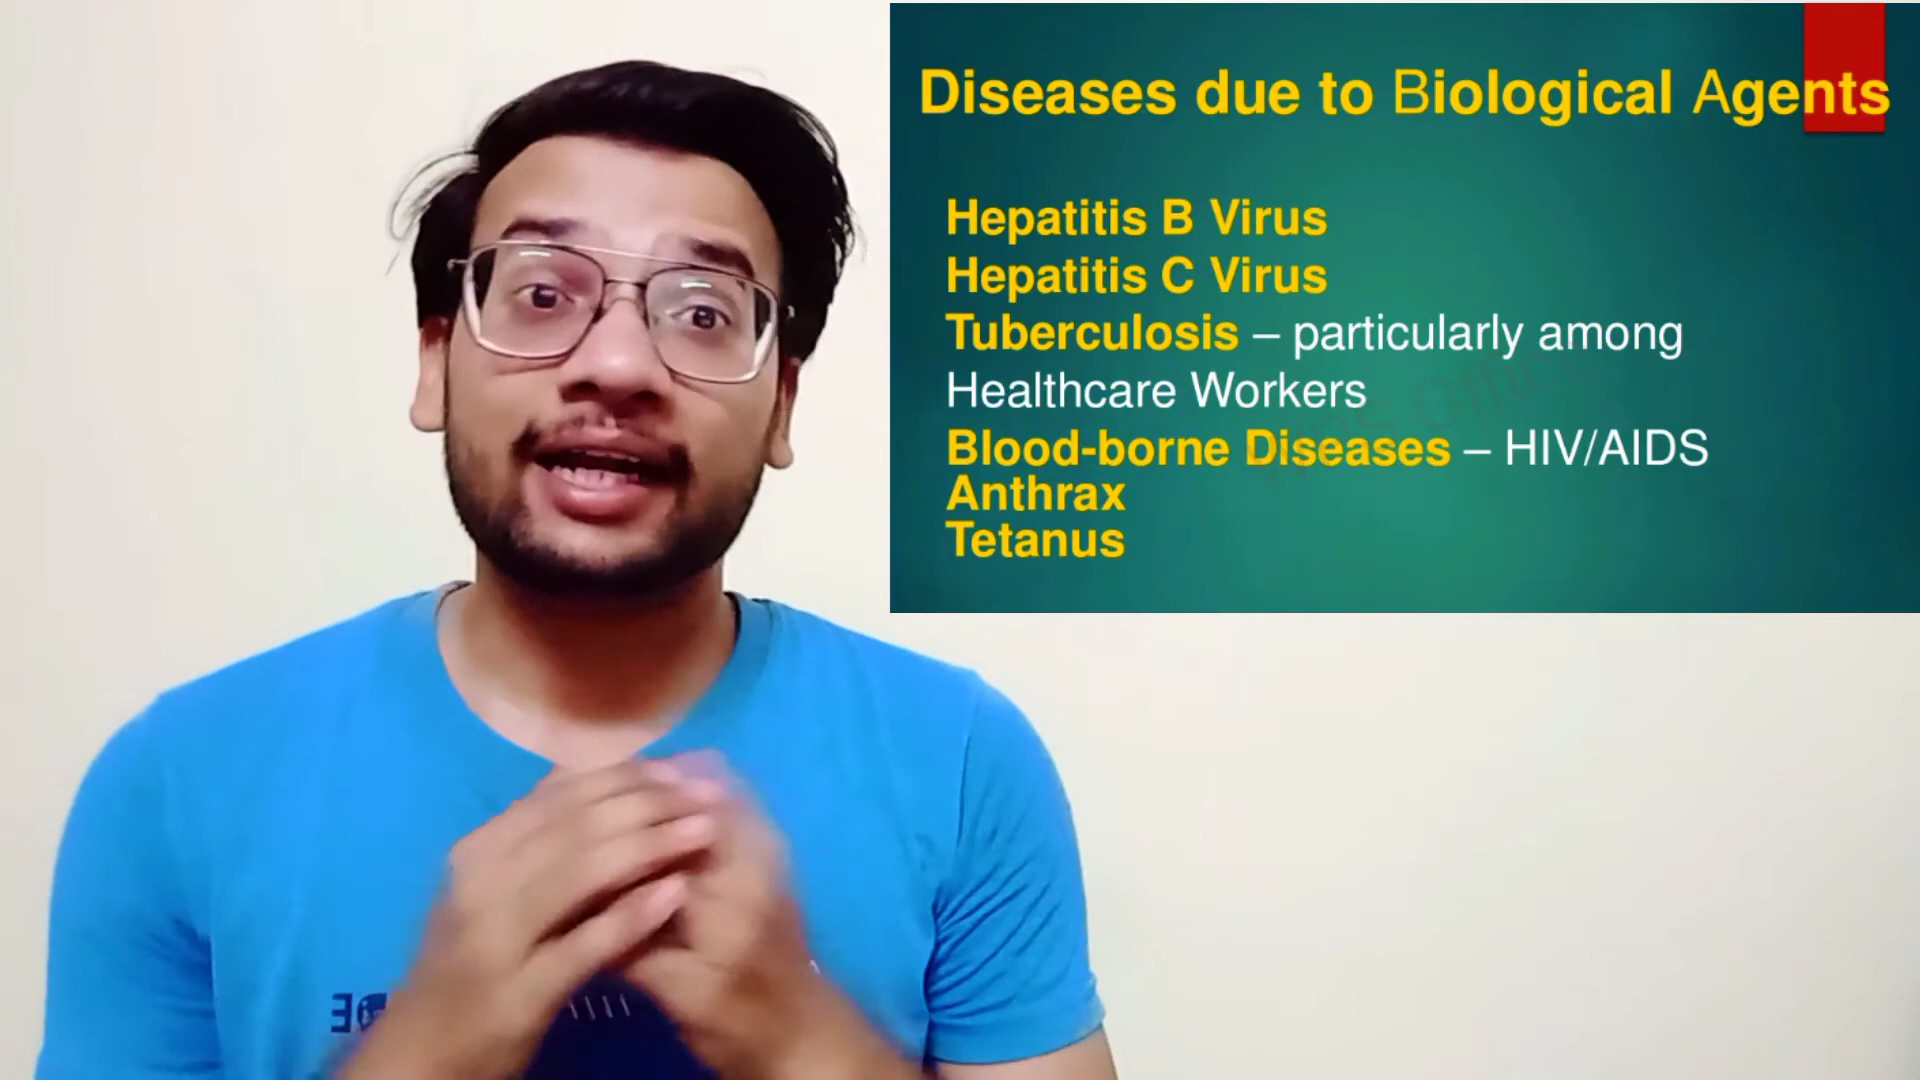 Diseases due to Biological Agents
Hepatitis B Virus
Hepatitis C Virus
Tuberculosis – particularly among
Healthcare Workers
Blood-borne Diseases – HIV/AIDS
Anthrax
Tetanus